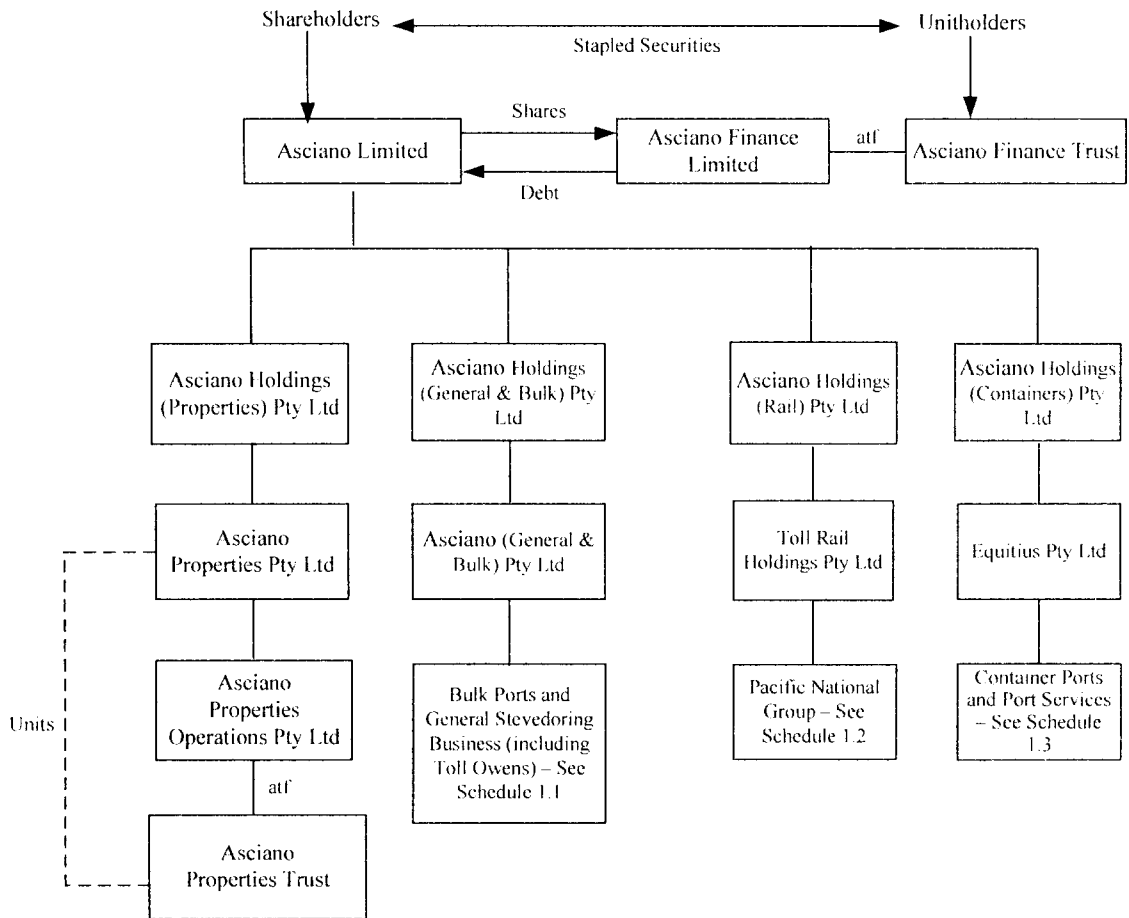 Shareholders
Unitholders
Stapled Securities
Shares
Asciano Limited
Asciano Finance
Limited
atf
Asciano Finance Trust
Debt
Asciano Holdings
(Properties) Pty Ltd
Asciano Holdings
(General & Bulk) Pty
Ltd
Asciano Holdings
(Rail) Pty Ltd
Asciano Holdings
(Containers) Pty
Ltd
Asciano
Properties Pty Ltd
Asciano (General &
Bulk) Pty Ltd
Toll Rail
Holdings Pty Ltd
Equitius Pty Ltd
Units
Asciano
Properties
Operations Pty Ltd
Bulk Ports and
General Stevedoring
Business (including
Toll Owens) – See
Schedule 1.1
Pacific National
Group – See
Schedule 1.2
Container Ports
and Port Services
– See Schedule
1.3
atf
Asciano
Properties Trust